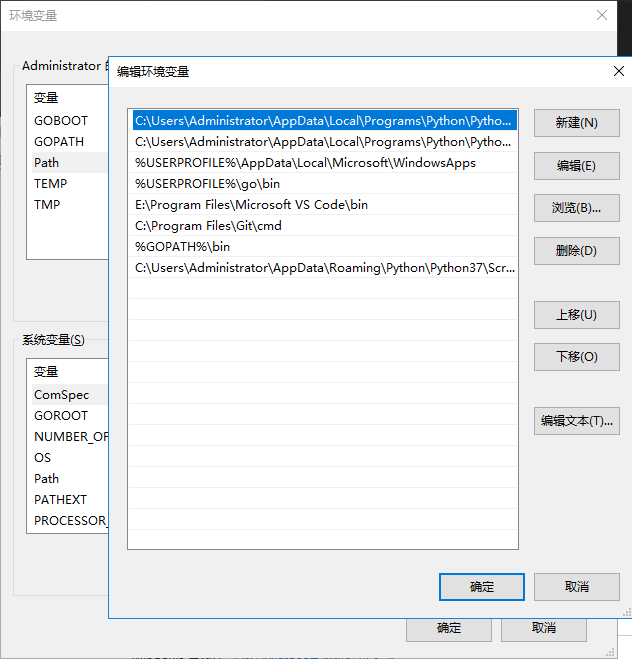 环境变量
Administrator 的
变量
GOBOOT
GOPATH
Path
TEMP
TMP
系统变量(S)
变量
ComSpec
GOROOT
NUMBER_OF
OS
Path
PATHEXT
PROCESSOR_
确定
取消
编辑环境变量
C:\Users\Administrator\AppData\Local\Programs\Python\Pytho...
C:\Users\Administrator\AppData\Local\Programs\Python\Pytho...
%USERPROFILE%\AppData\Local\Microsoft\WindowsApps
%USERPROFILE%\go\bin
E:\Program Files\Microsoft VS Code\bin
C:\Program Files\Git\cmd
%GOPATH%\bin
C:\Users\Administrator\AppData\Roaming\Python\Python37\Scr...
新建(N)
编辑(E)
浏览(B)...
删除(D)
上移(U)
下移(O)
编辑文本(T)...
确定
取消